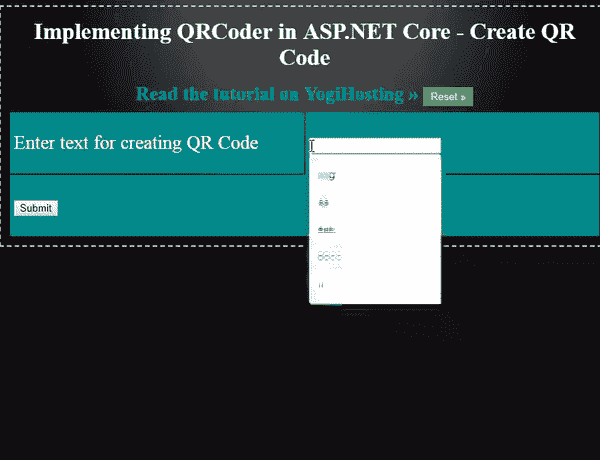 Implementing QRCoder in ASP.NET Core - Create QR
Code
Read the tutorial on YogiHosting » Reset »
Enter text for creating QR Code
Submit